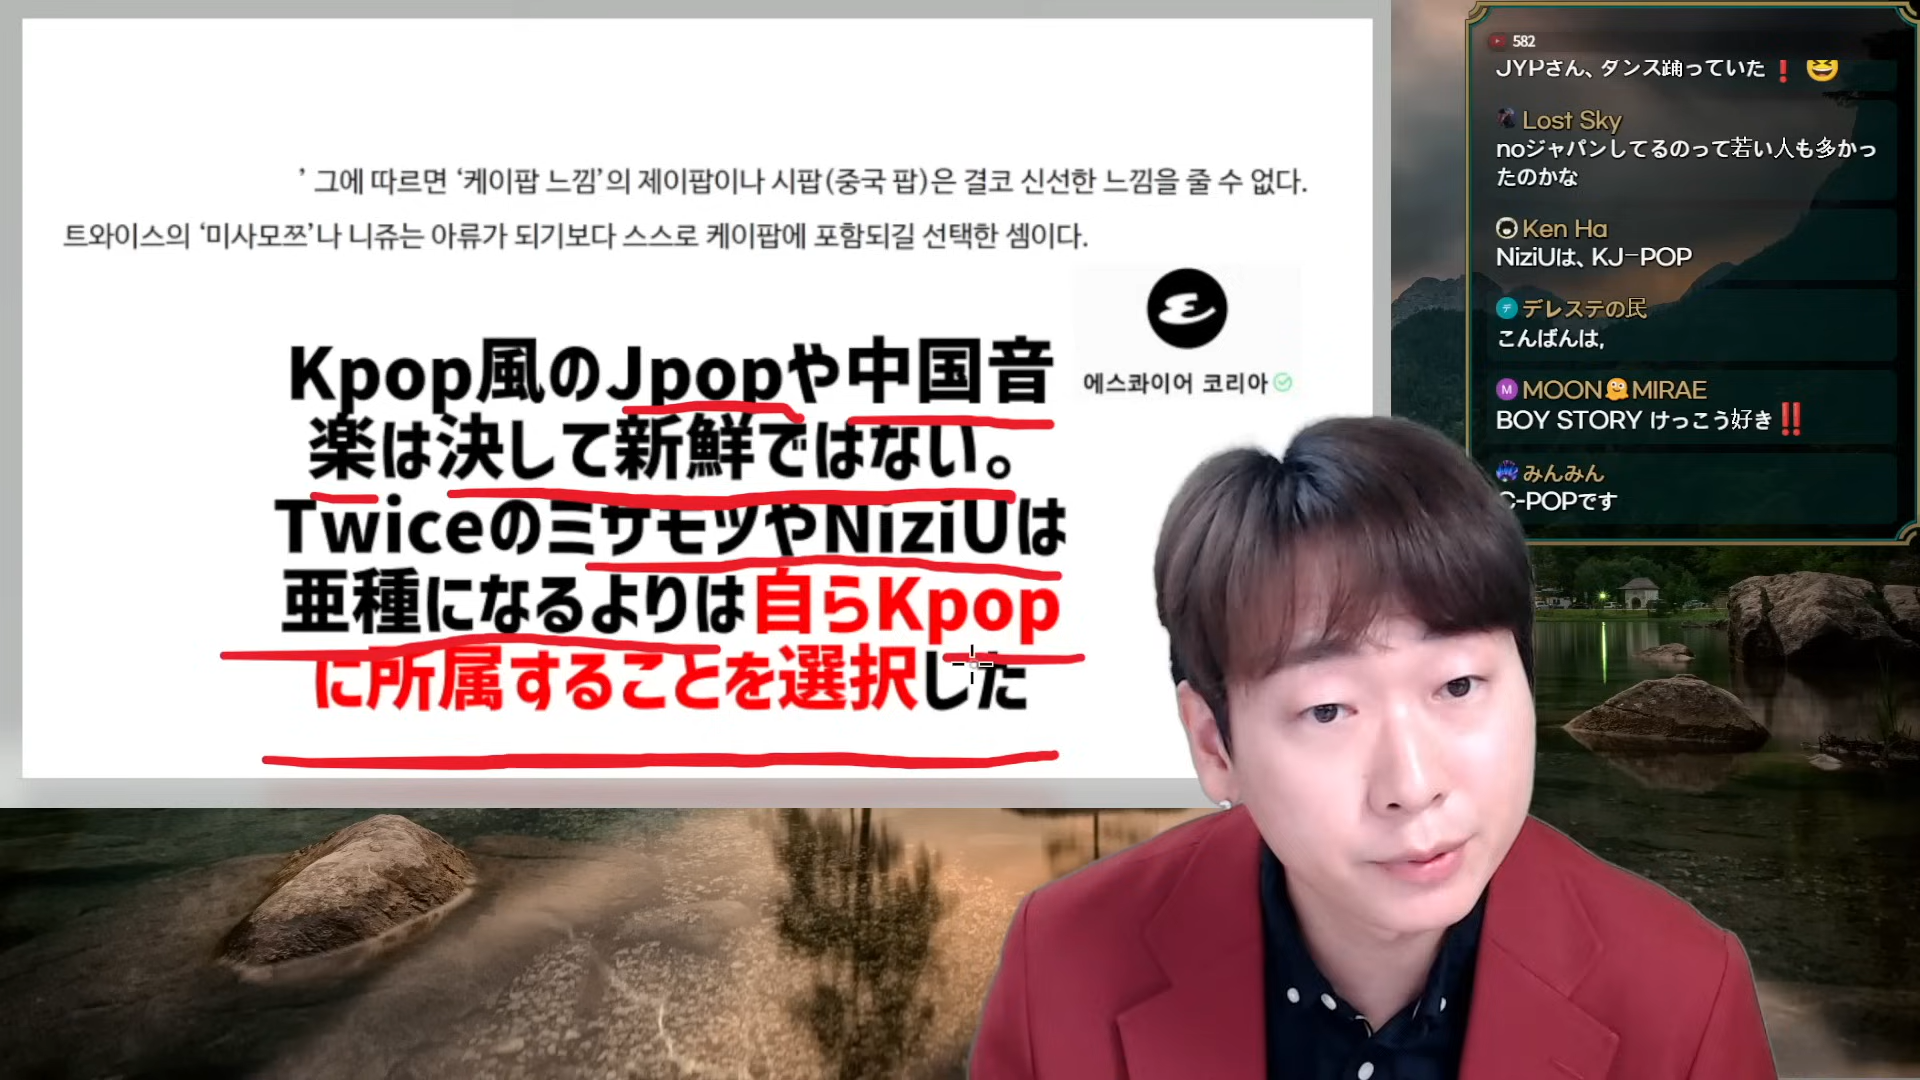 ’ 그에 따르면 ‘케이팝 느낌’의 제이팝이나 시팝(중국 팝)은 결코 신선한 느낌을 줄 수 없다.
트와이스의 ‘미사모쯔’나 니쥬는 아류가 되기보다 스스로 케이팝에 포함되길 선택한 셈이다.
에스콰이어 코리아
Kpop風のJpopや中国音
楽は決して新鮮ではない。
TwiceのミサモツやNiziUは
亜種になるよりは自らKpop
に所属することを選択した
582
JYPさん、ダンス踊っていた❗ 😆
Lost Sky
noジャパンしてるのって若い人も多かっ
たのかな
Ken Ha
NiziUは、KJ-POP
デ デレステの民
こんばんは,
M MOON🫠MIRAE
BOY STORY けっこう好き‼
みんみん
C-POPです